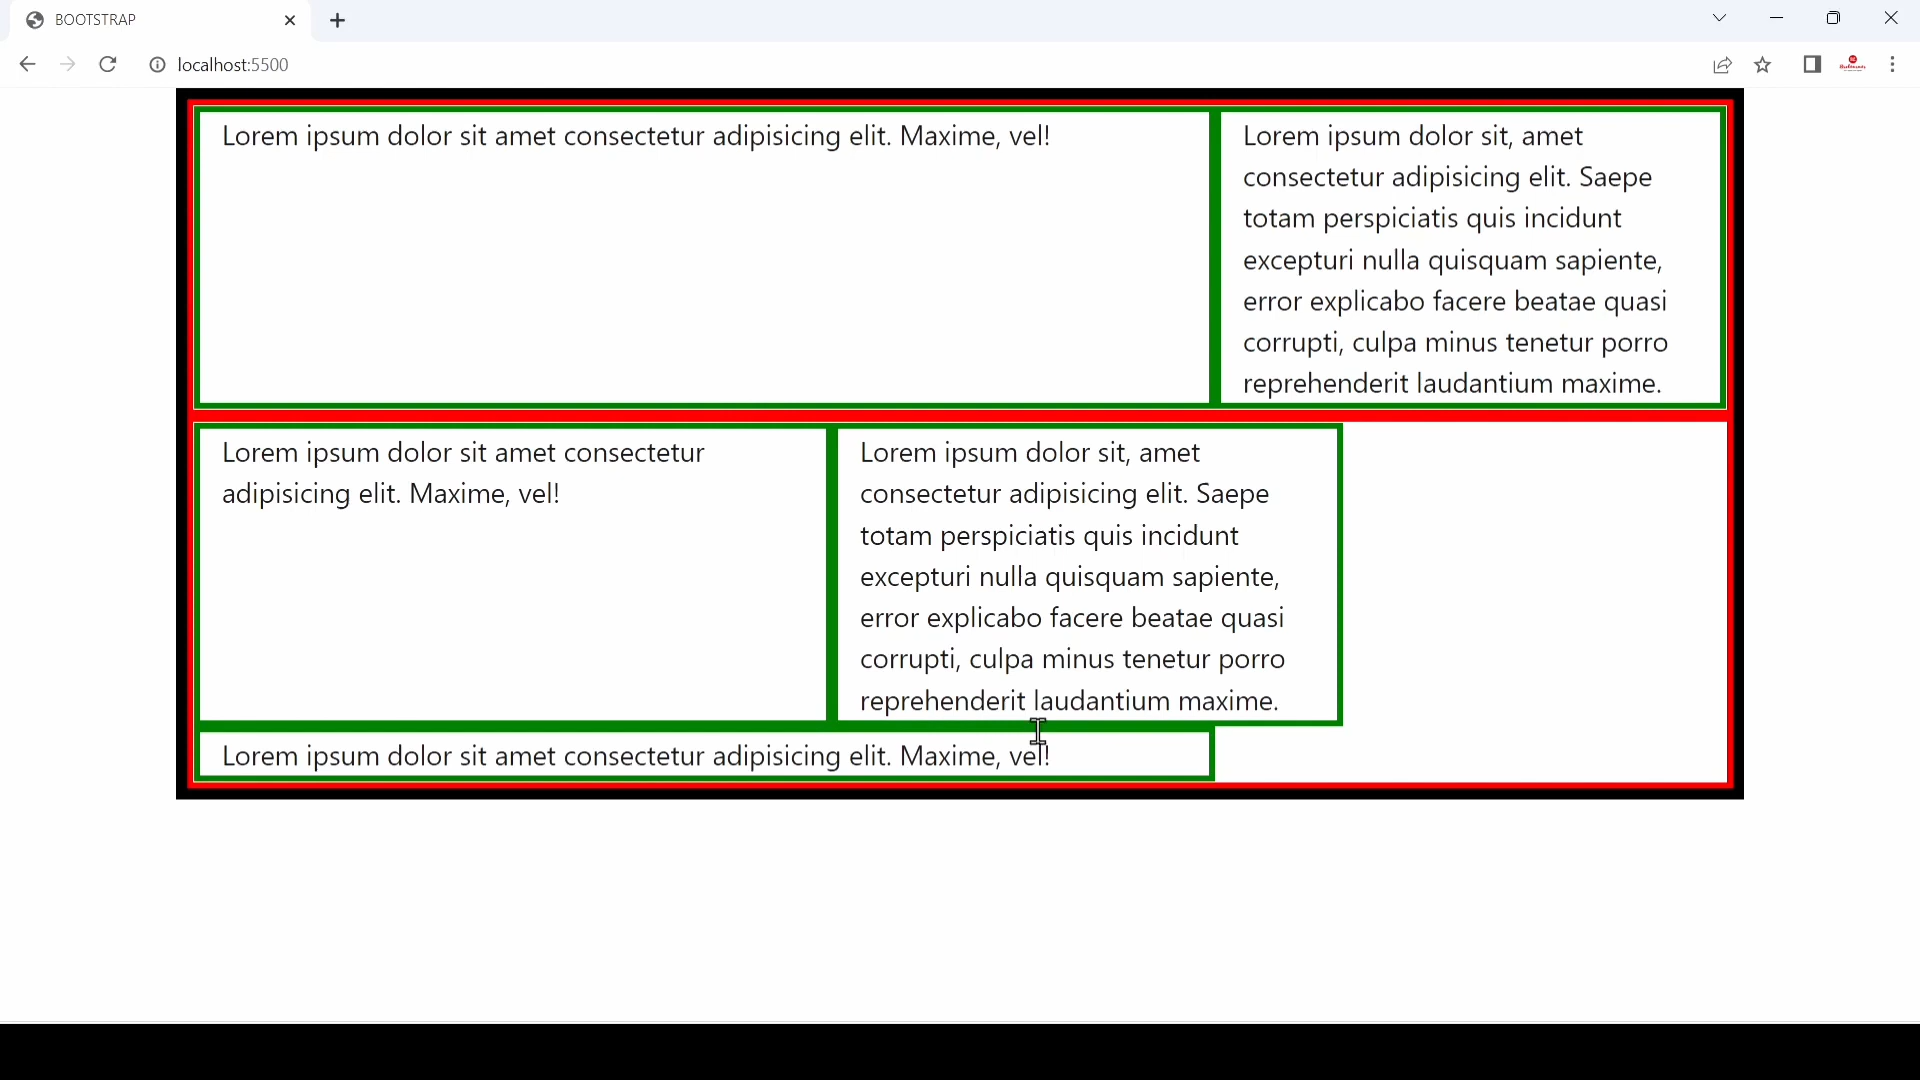 BOOTSTRAP
localhost:5500
Lorem ipsum dolor sit amet consectetur adipisicing elit. Maxime, vel!
Lorem ipsum dolor sit, amet
consectetur adipisicing elit. Saepe
totam perspiciatis quis incidunt
excepturi nulla quisquam sapiente,
error explicabo facere beatae quasi
corrupti, culpa minus tenetur porro
reprehenderit laudantium maxime.
Lorem ipsum dolor sit amet consectetur
adipisicing elit. Maxime, vel!
Lorem ipsum dolor sit, amet
consectetur adipisicing elit. Saepe
totam perspiciatis quis incidunt
excepturi nulla quisquam sapiente,
error explicabo facere beatae quasi
corrupti, culpa minus tenetur porro
reprehenderit laudantium maxime.
Lorem ipsum dolor sit amet consectetur adipisicing elit. Maxime, vel!